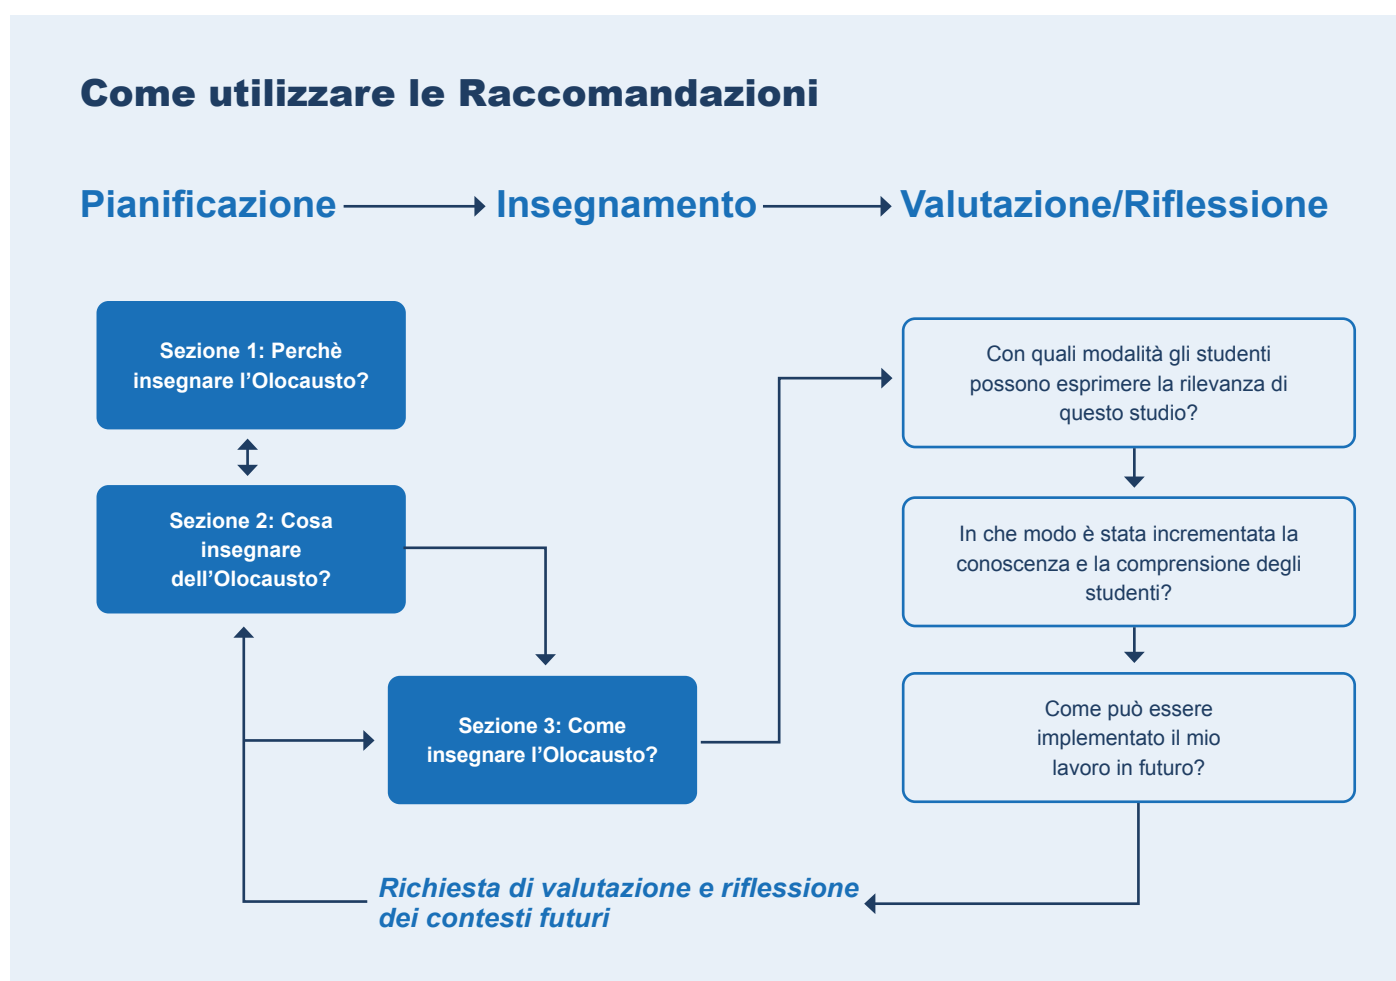 Come utilizzare le Raccomandazioni
Pianificazione
Insegnamento
Valutazione/Riflessione
Sezione 1: Perchè
insegnare l’Olocausto?
Sezione 2: Cosa
insegnare
dell’Olocausto?
Sezione 3: Come
insegnare l’Olocausto?
Con quali modalità gli studenti
possono esprimere la rilevanza di
questo studio?
In che modo è stata incrementata la
conoscenza e la comprensione degli
studenti?
Come può essere
implementato il mio
lavoro in futuro?
Richiesta di valutazione e riflessione
dei contesti futuri